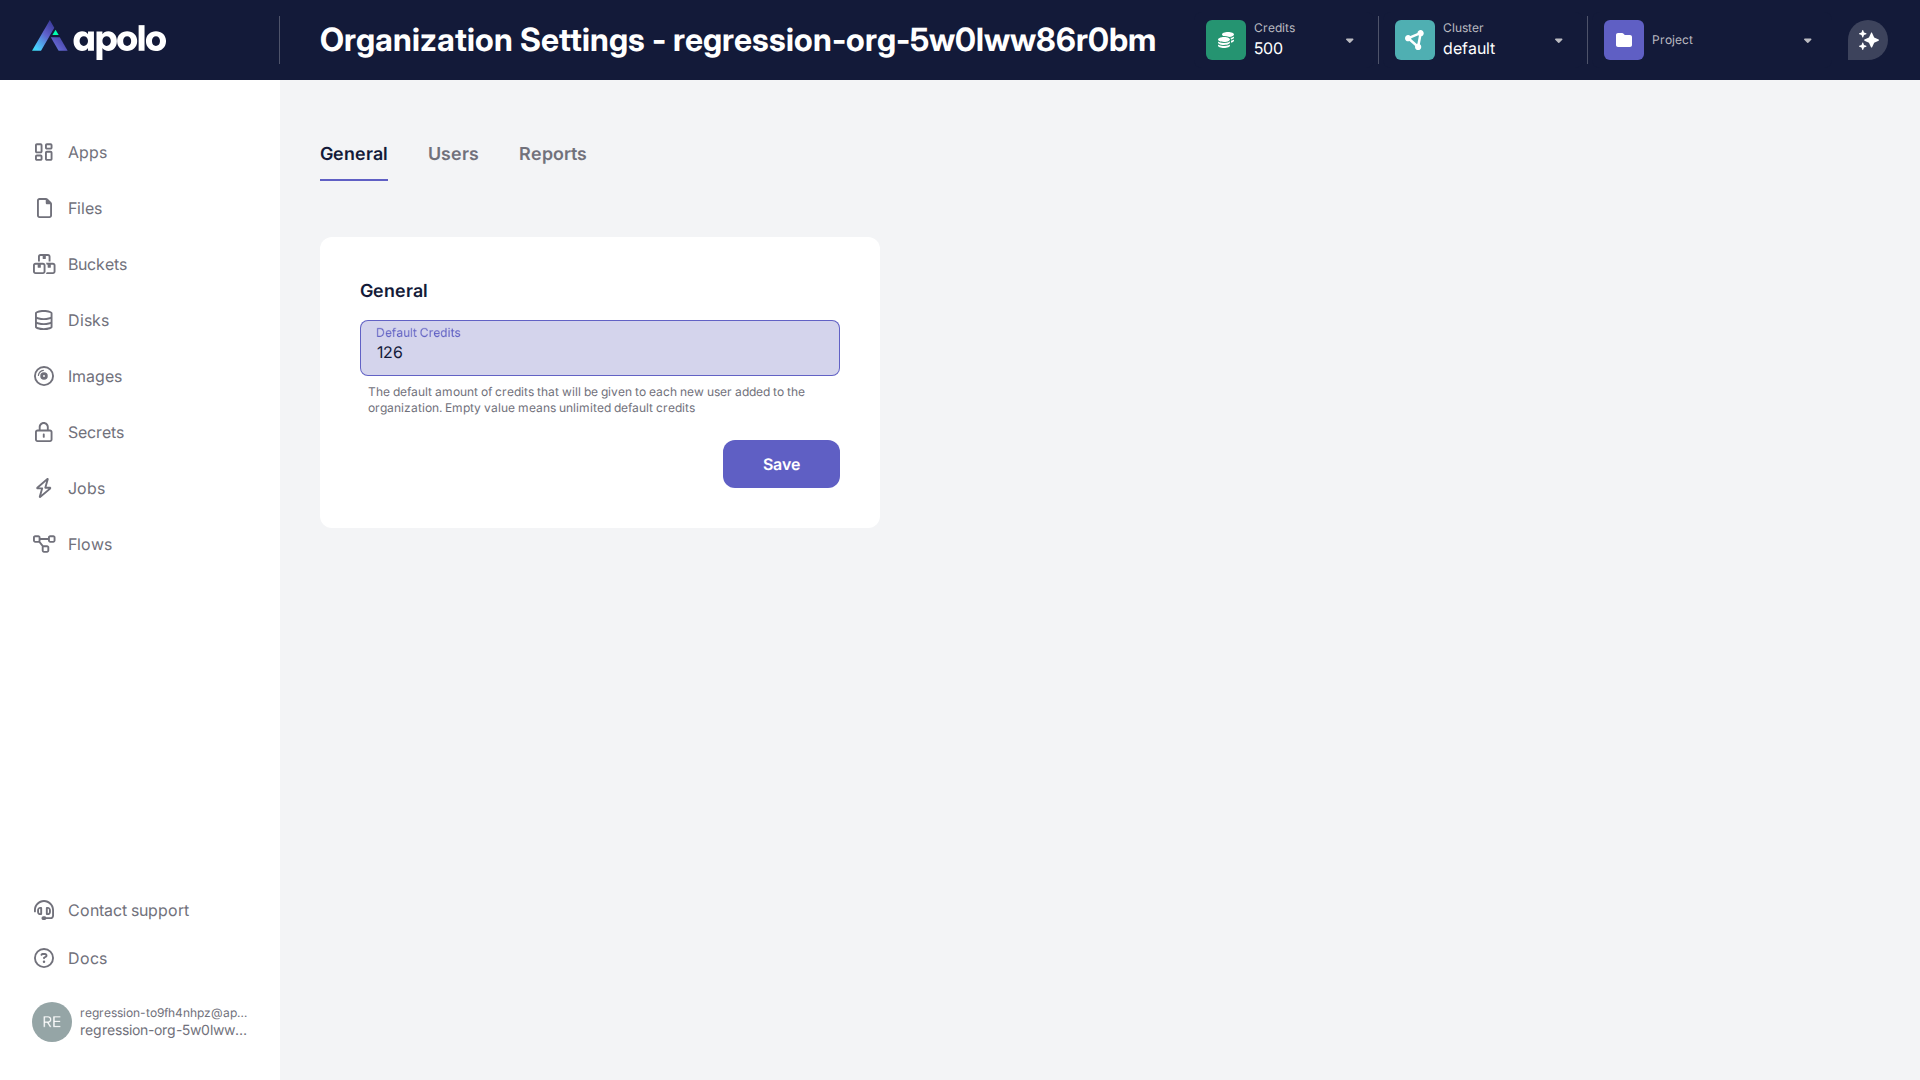 apolo
Organization Settings - regression-org-5w0lww86r0bm
Credits
500
Cluster
default
Project
Apps
Files
Buckets
Disks
Images
Secrets
Jobs
Flows
Contact support
Docs
RE
regression-to9fh4nhpz@ap...
regression-org-5w0lww...
General
Users
Reports
General
Default Credits
126
The default amount of credits that will be given to each new user added to the
organization. Empty value means unlimited default credits
Save